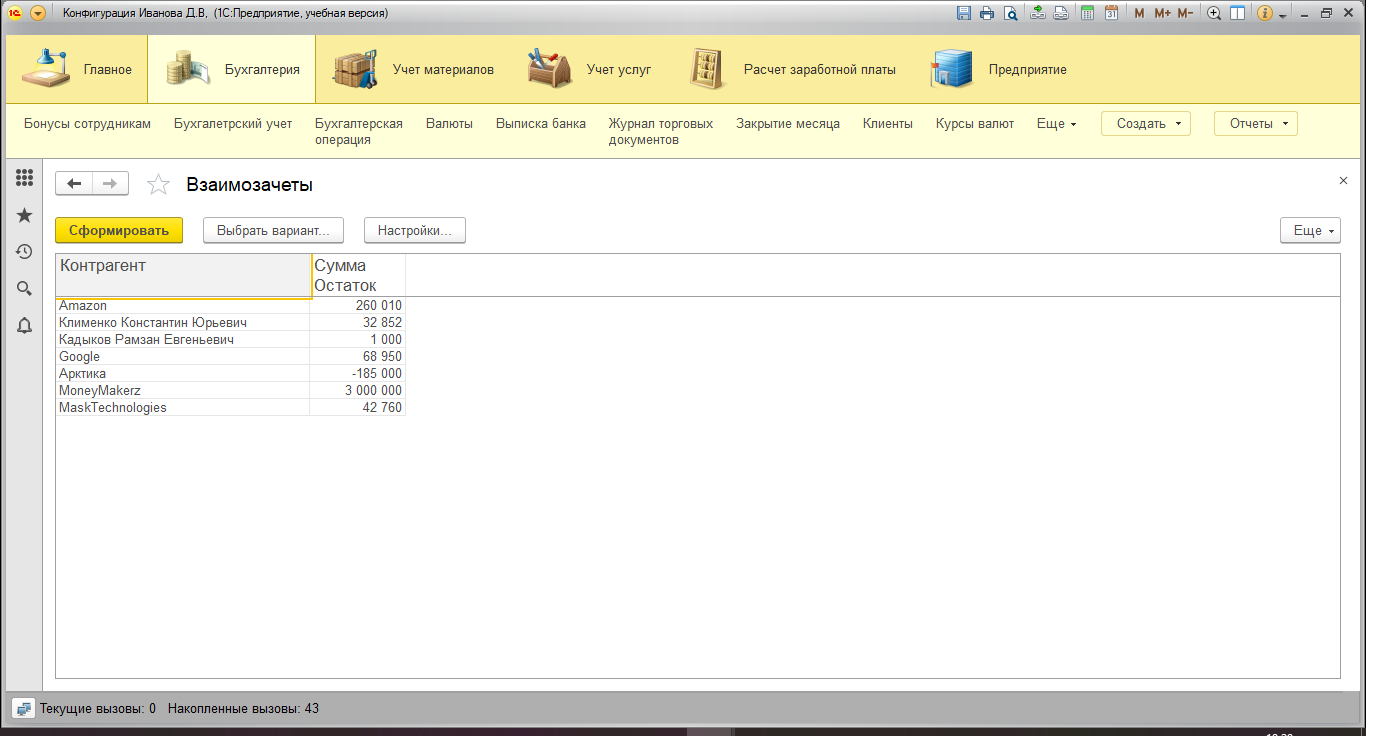 Конфигурация Иванова Д.В, (1С:Предприятие, учебная версия)
M M+ M-
31
Главное Бухгалтерия Учет материалов Учет услуг Расчет заработной платы Предприятие
Бонусы сотрудникам Бухгалетрский учет Бухгалтерская операция Валюты Выписка банка Журнал торговых документов Закрытие месяца Клиенты Курсы валют Еще Создать Отчеты
Взаимозачеты
Сформировать Выбрать вариант... Настройки... Еще
Контрагент Сумма Остаток
Amazon 260 010
Клименко Константин Юрьевич 32 852
Кадыков Рамзан Евгеньевич 1 000
Google 68 950
Арктика -185 000
MoneyMakerz 3 000 000
MaskTechnologies 42 760
Текущие вызовы: 0 Накопленные вызовы: 43